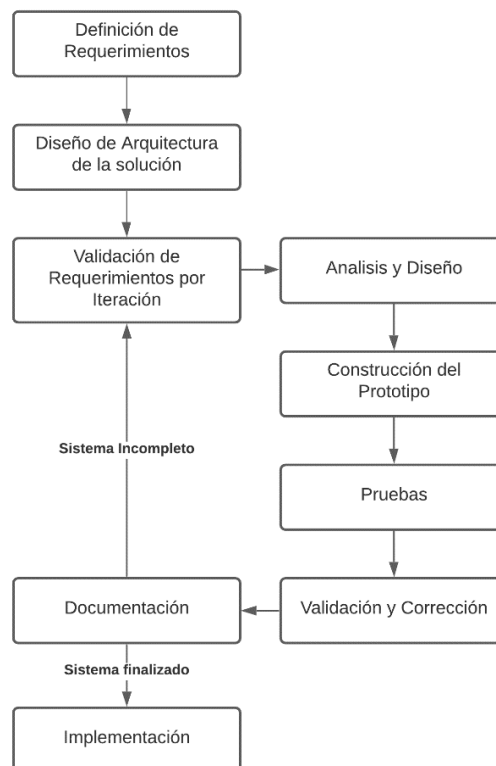 Definición de
Requerimientos
Diseño de Arquitectura
de la solución
Validación de
Requerimientos por
Iteración
Analisis y Diseño
Construcción del
Prototipo
Sistema Incompleto
Pruebas
Documentación
Validación y Corrección
Sistema finalizado
Implementación